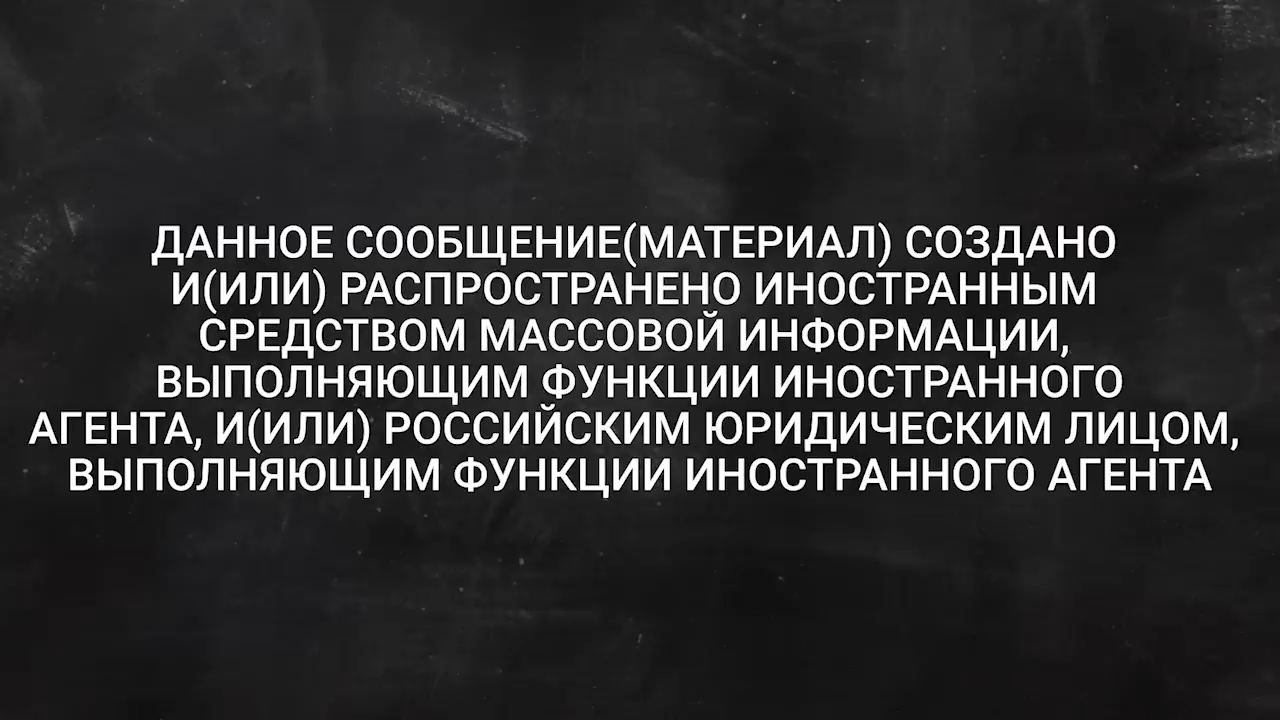 ДАННОЕ СООБЩЕНИЕ(МАТЕРИАЛ) СОЗДАНО
И(ИЛИ) РАСПРОСТРАНЕНО ИНОСТРАННЫМ
СРЕДСТВОМ МАССОВОЙ ИНФОРМАЦИИ,
ВЫПОЛНЯЮЩИМ ФУНКЦИИ ИНОСТРАННОГО
АГЕНТА, И(ИЛИ) РОССИЙСКИМ ЮРИДИЧЕСКИМ ЛИЦОМ,
ВЫПОЛНЯЮЩИМ ФУНКЦИИ ИНОСТРАННОГО АГЕНТА